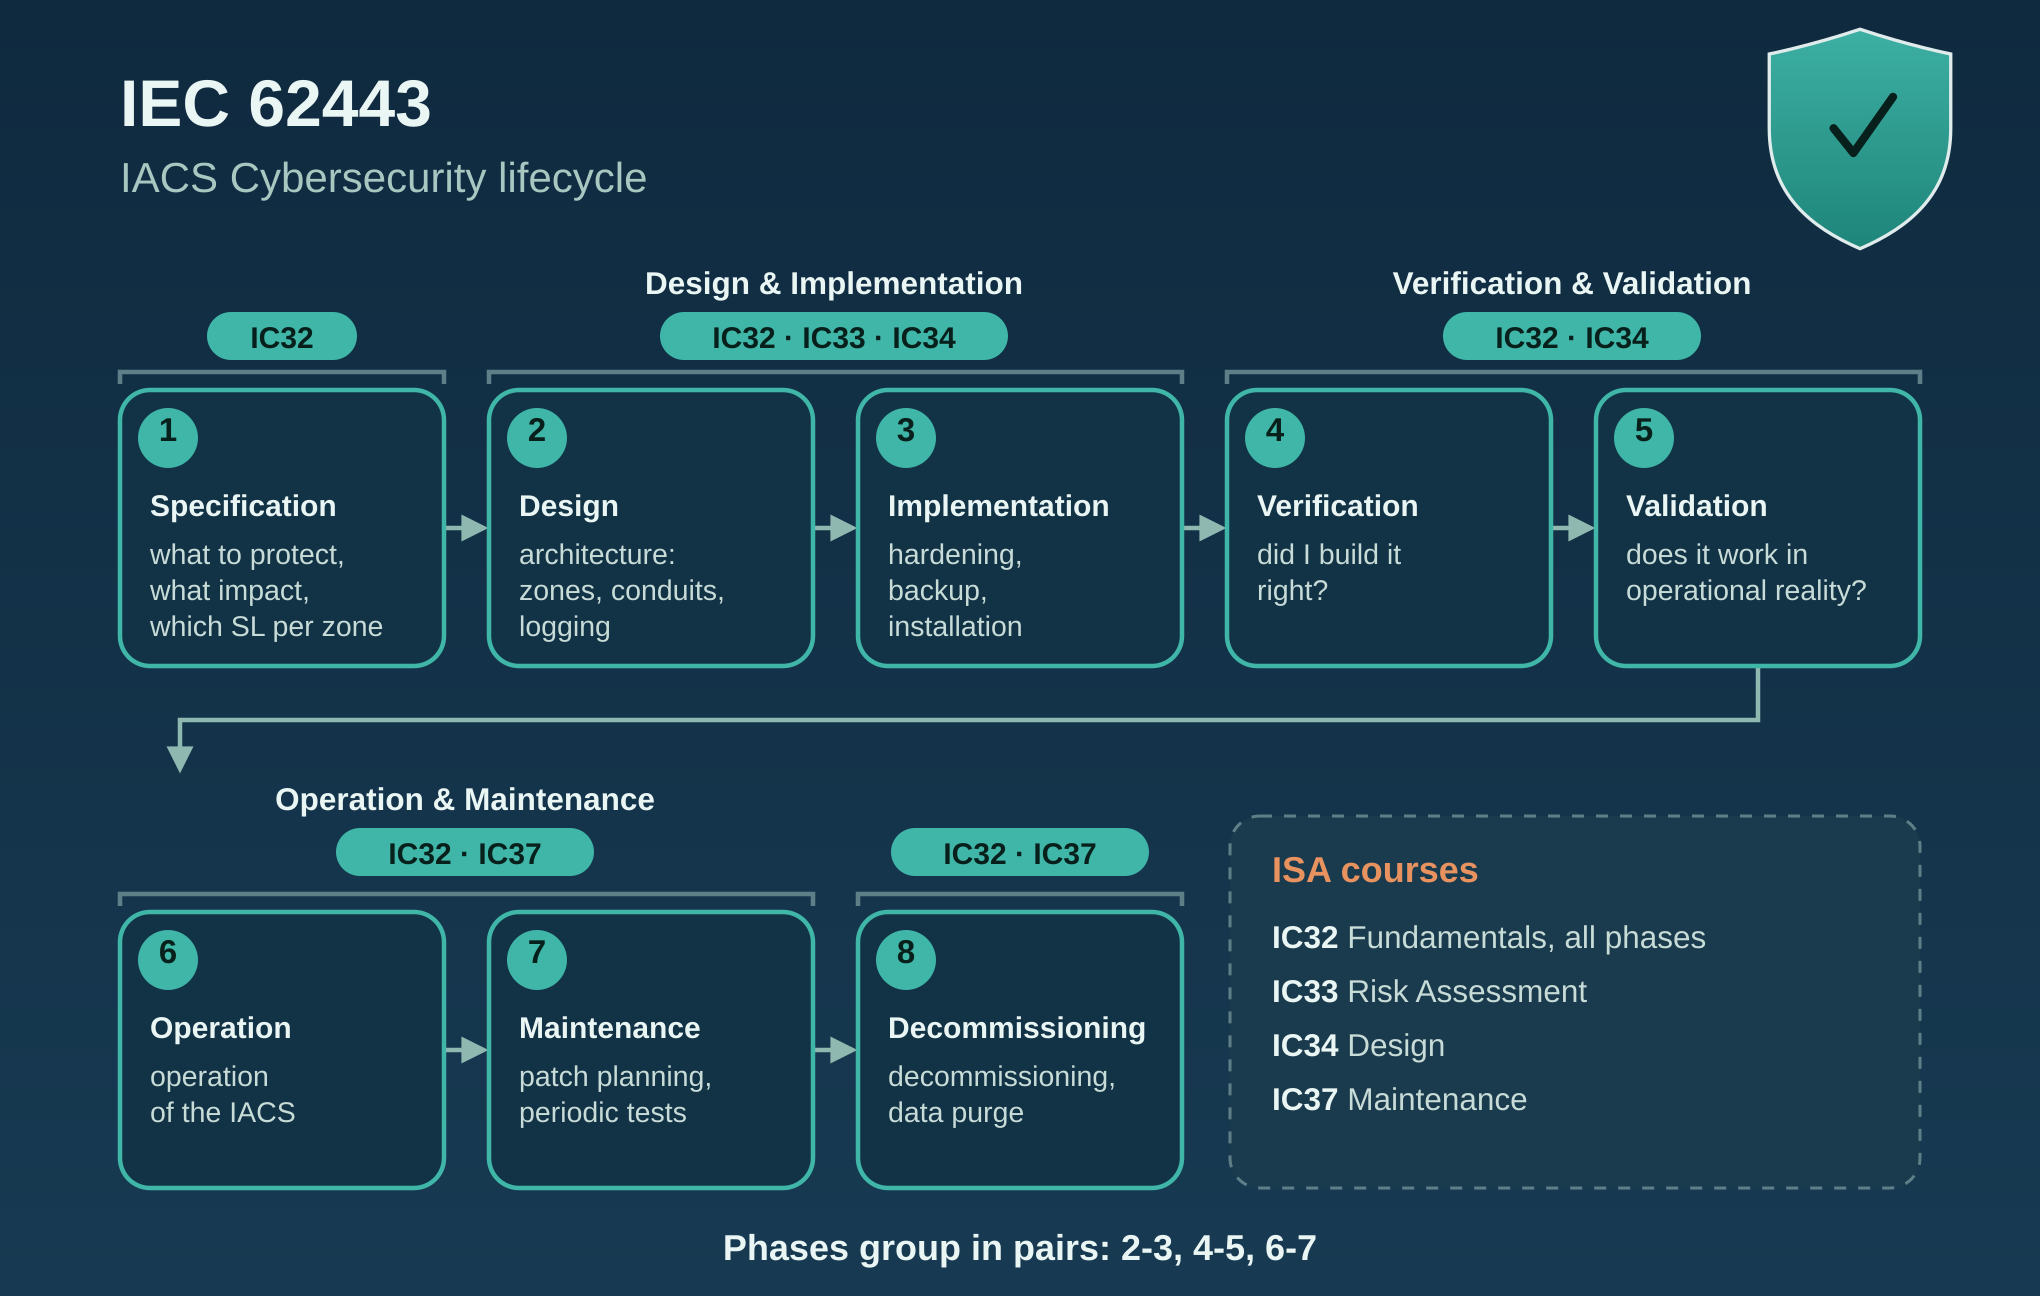 IEC 62443
IACS Cybersecurity lifecycle
Design & Implementation
Verification & Validation
IC32
IC32 · IC33 · IC34
IC32 · IC34
1
Specification
what to protect,
what impact,
which SL per zone
2
Design
architecture:
zones, conduits,
logging
3
Implementation
hardening,
backup,
installation
4
Verification
did I build it
right?
5
Validation
does it work in
operational reality?
Operation & Maintenance
IC32 · IC37
IC32 · IC37
6
Operation
operation
of the IACS
7
Maintenance
patch planning,
periodic tests
8
Decommissioning
decommissioning,
data purge
ISA courses
IC32 Fundamentals, all phases
IC33 Risk Assessment
IC34 Design
IC37 Maintenance
Phases group in pairs: 2-3, 4-5, 6-7